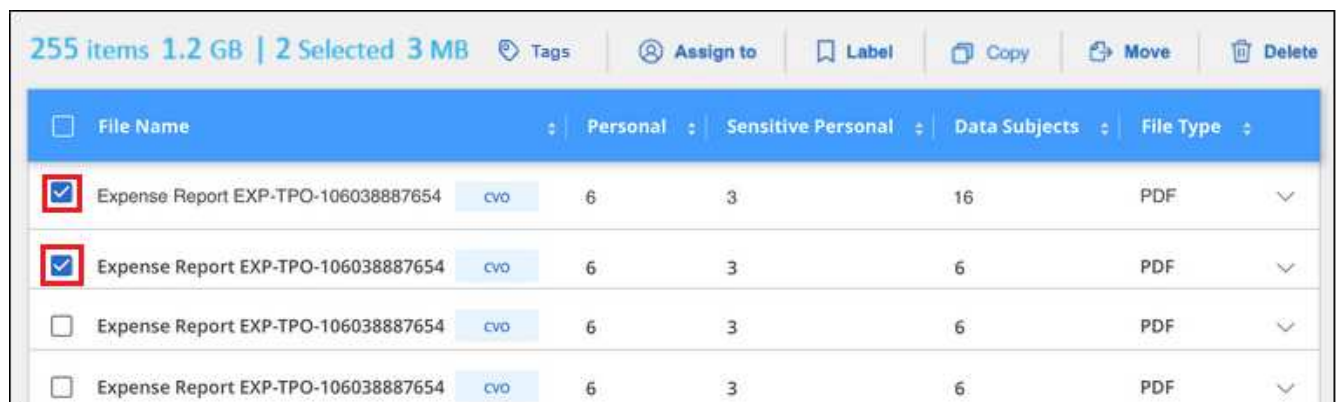 255 items 1.2 GB | 2 Selected 3 MB Tags Assign to Label Copy Move Delete
File Name Personal Sensitive Personal Data Subjects File Type
Expense Report EXP-TPO-106038887654 CVO 6 3 16 PDF
Expense Report EXP-TPO-106038887654 CVO 6 3 6 PDF
Expense Report EXP-TPO-106038887654 CVO 6 3 6 PDF
Expense Report EXP-TPO-106038887654 CVO 6 3 6 PDF